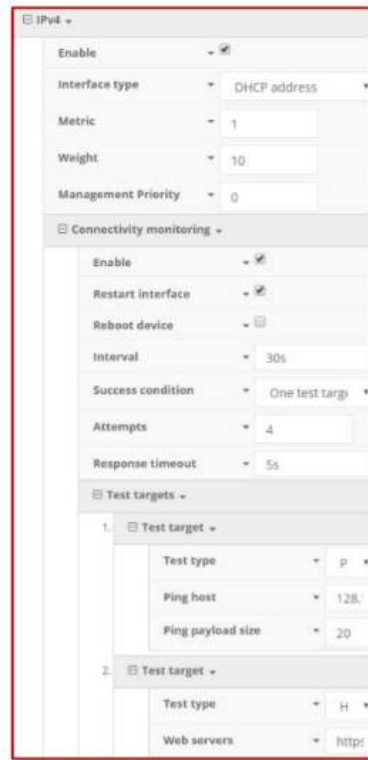 IPv4
Enable
Interface type DHCP address
Metric 1
Weight 10
Management Priority 0
Connectivity monitoring
Enable
Restart interface
Reboot device
Interval 30s
Success condition One test targ
Attempts 4
Response timeout 5s
Test targets
1. Test target
Test type P
Ping host 128.
Ping payload size 20
2. Test target
Test type H
Web servers https